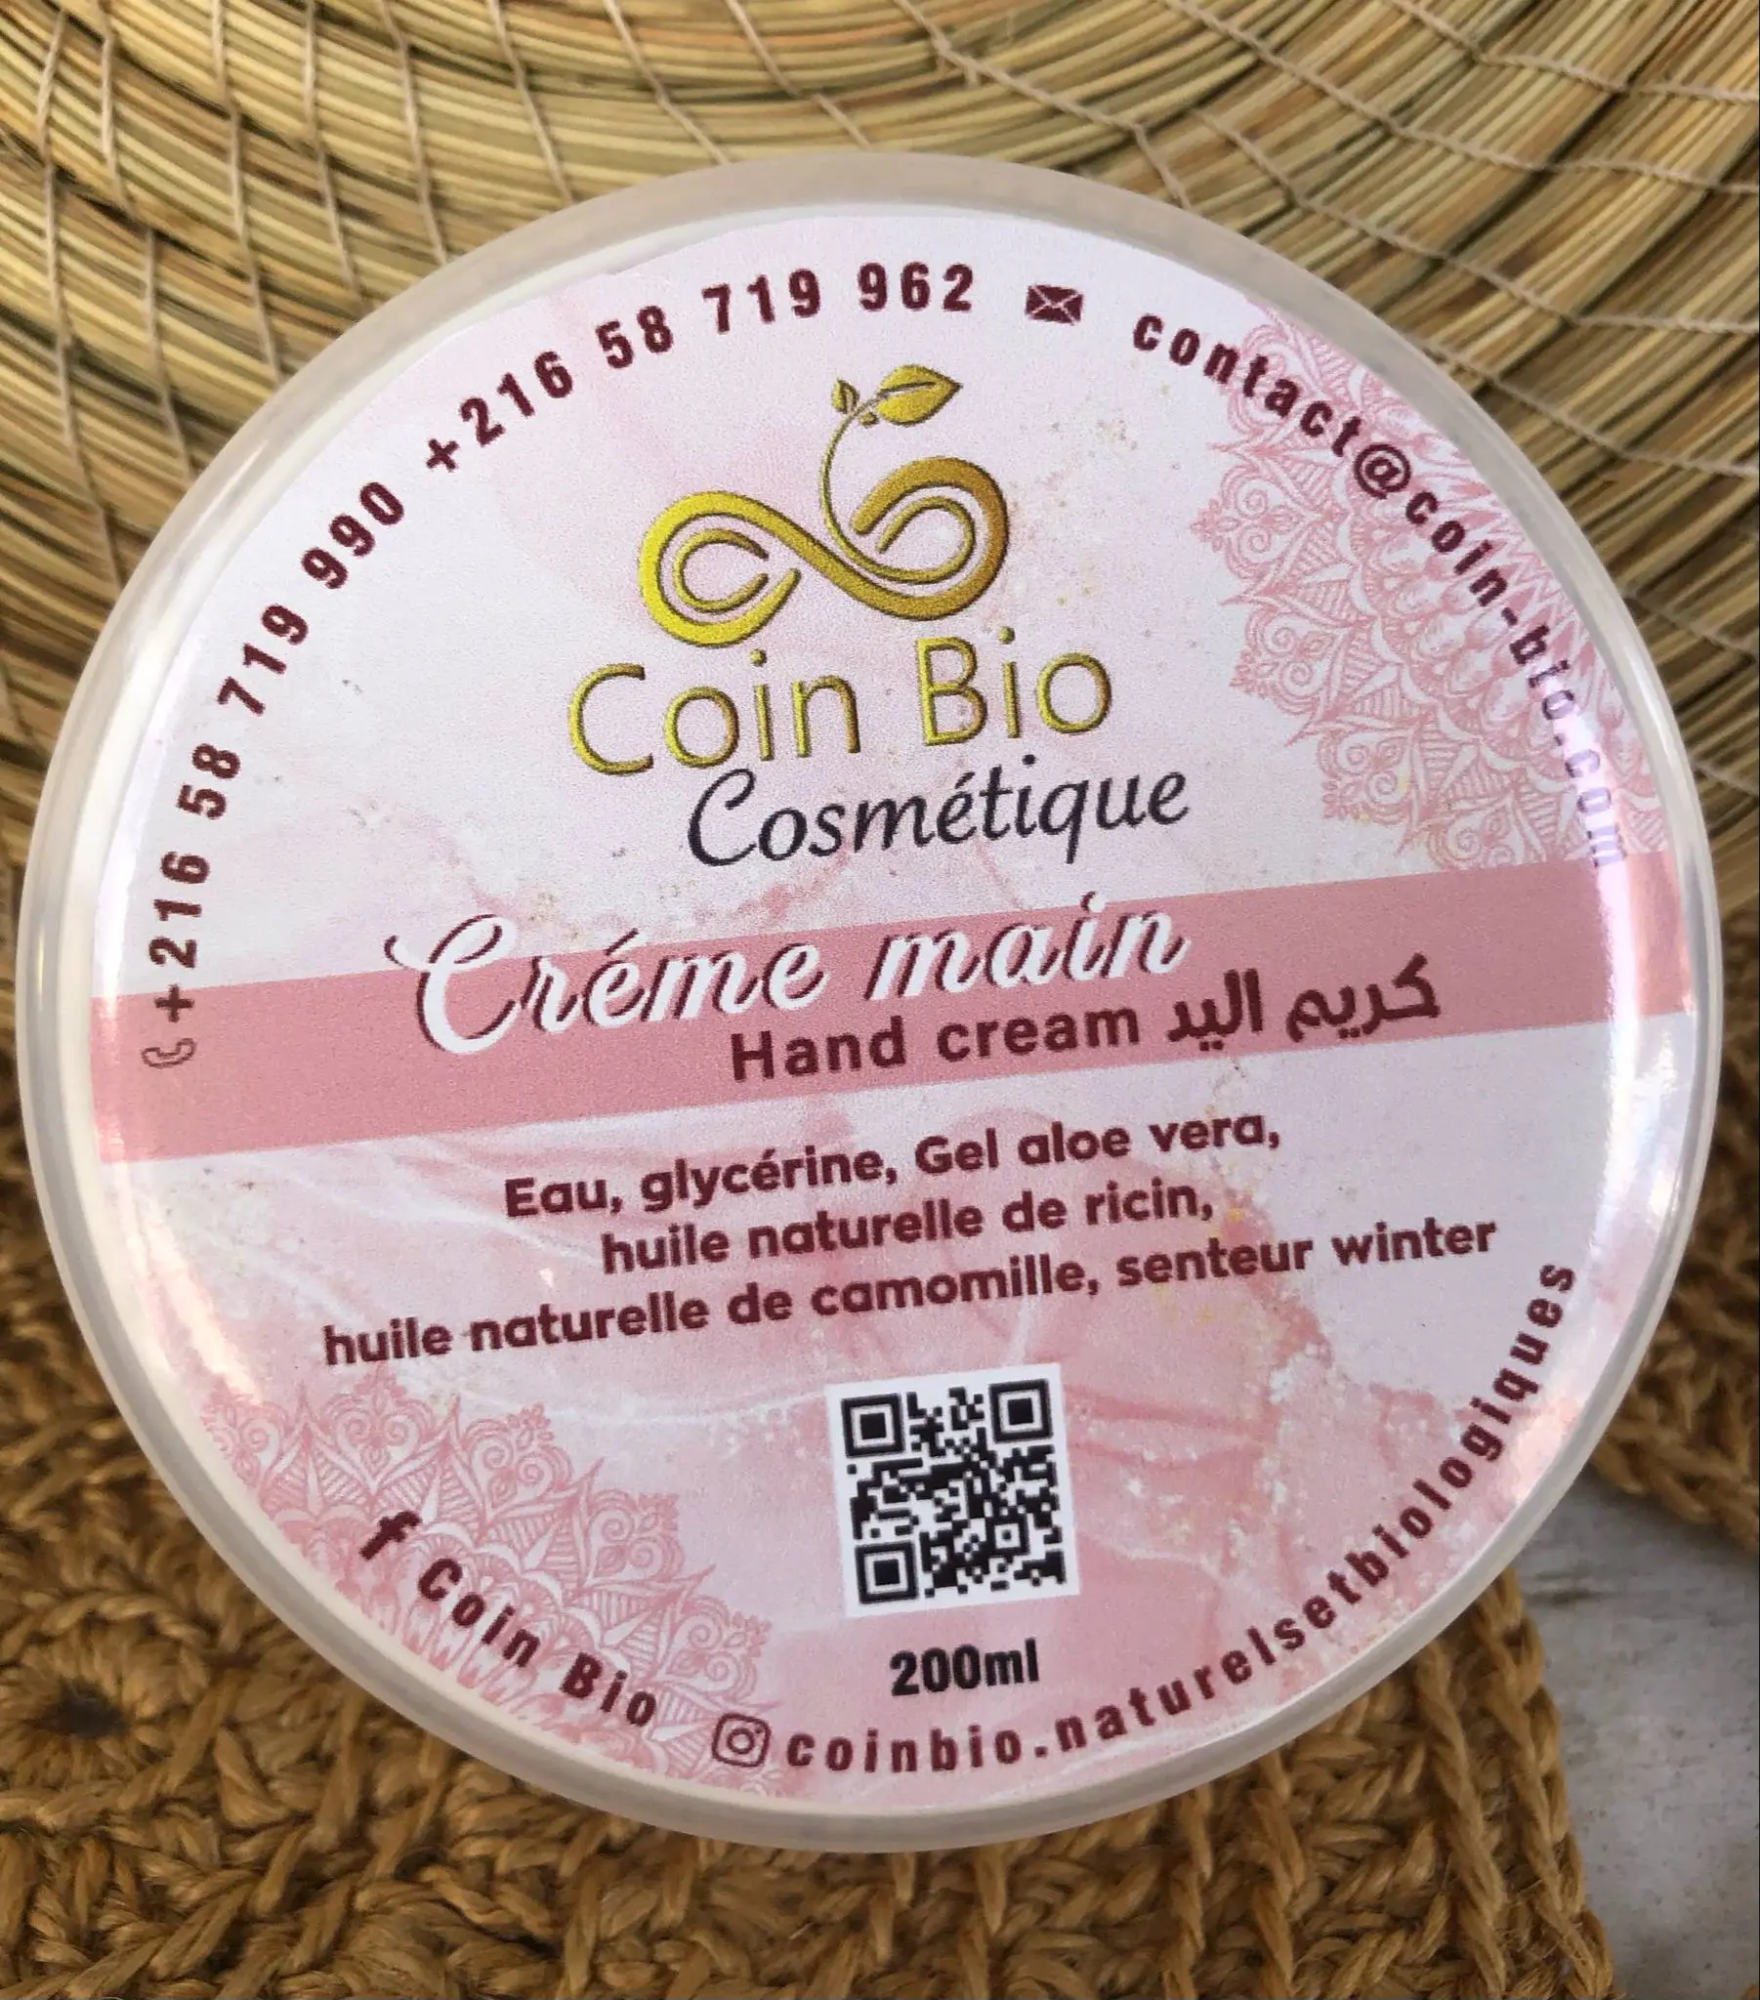 +216 58 719 990 +216 58 719 962 contact@coin-bio.com
Coin Bio
Cosmétique
Créme main
Hand cream كريم اليد
Eau, glycérine, Gel aloe vera,
huile naturelle de ricin,
huile naturelle de camomille, senteur winter
200ml
f Coin Bio coinbio.naturelsetbiologiques